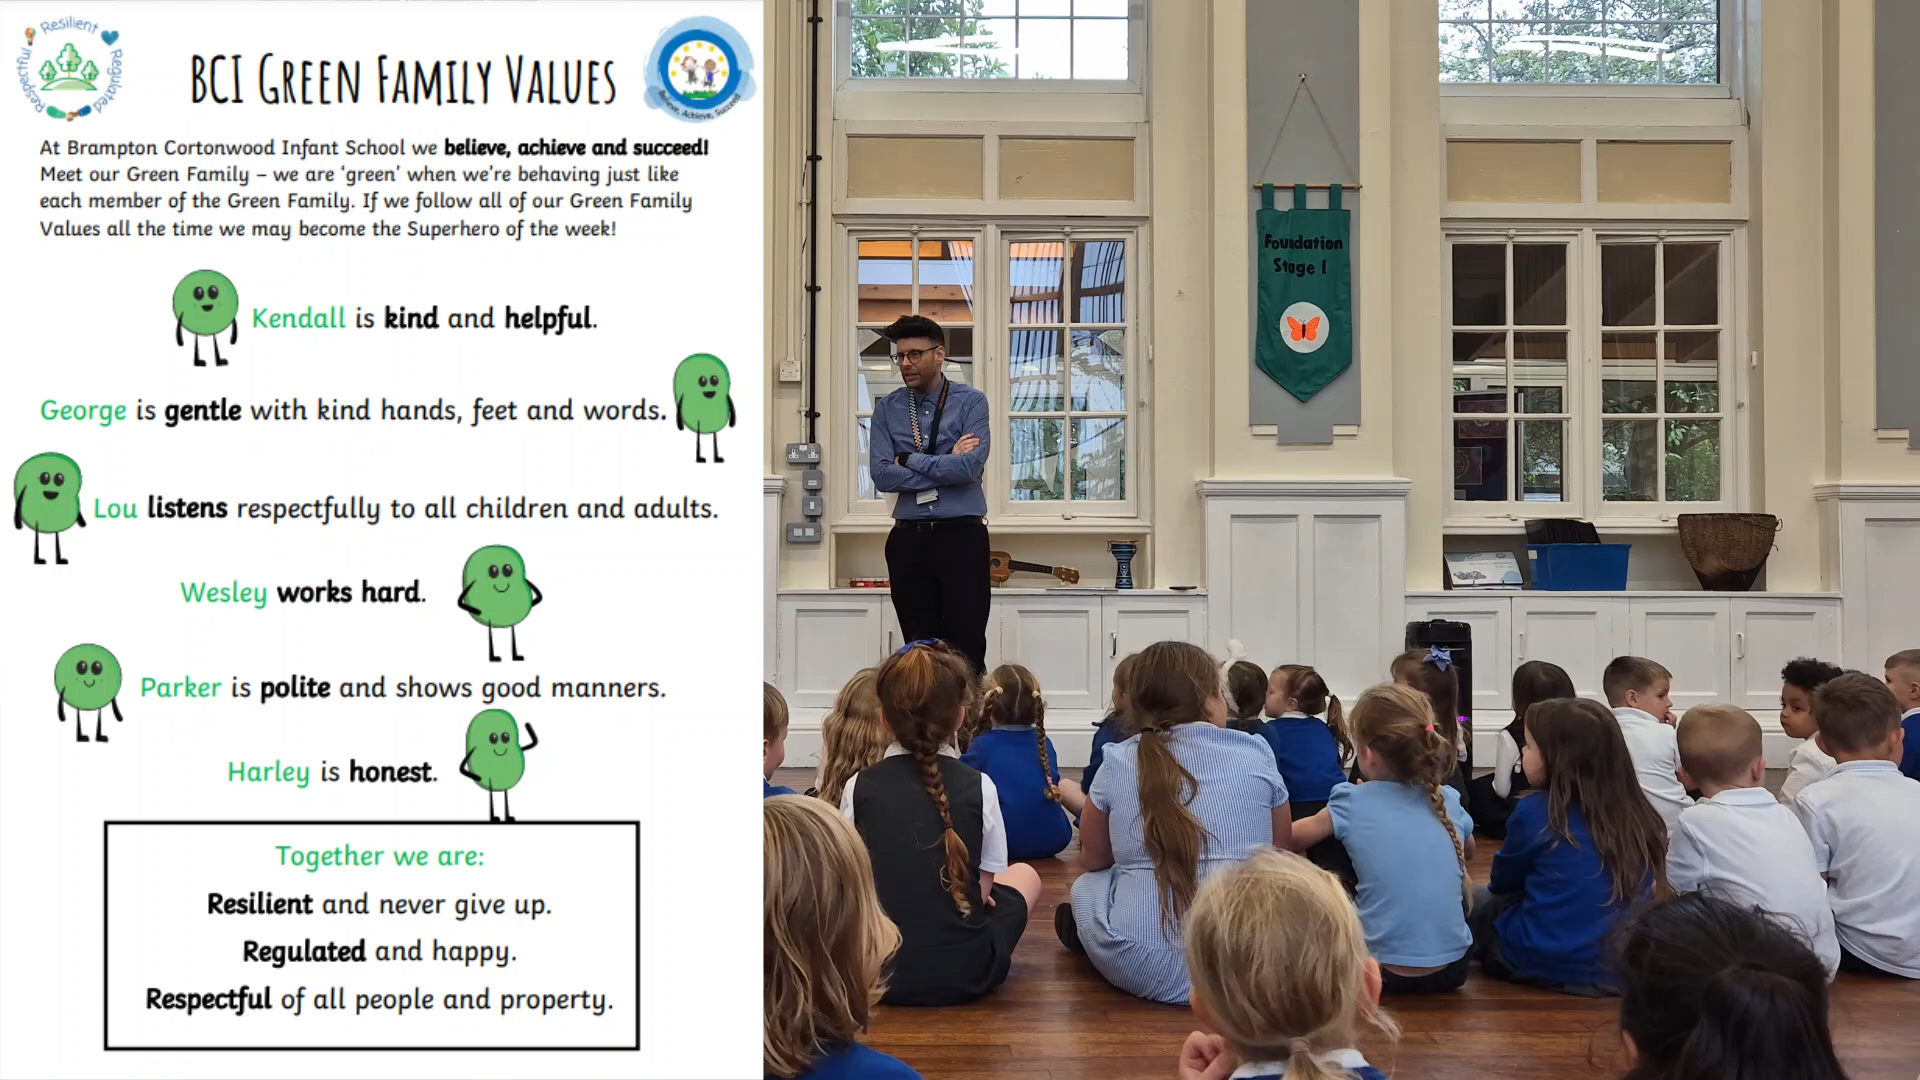 Resilient
Respectful
Regulated
BCI GREEN FAMILY VALUES
Believe, Achieve, Succeed
At Brampton Cortonwood Infant School we believe, achieve and succeed!
Meet our Green Family – we are ‘green’ when we’re behaving just like
each member of the Green Family. If we follow all of our Green Family
Values all the time we may become the Superhero of the week!
Kendall is kind and helpful.
George is gentle with kind hands, feet and words.
Lou listens respectfully to all children and adults.
Wesley works hard.
Parker is polite and shows good manners.
Harley is honest.
Together we are:
Resilient and never give up.
Regulated and happy.
Respectful of all people and property.
Foundation
Stage 1